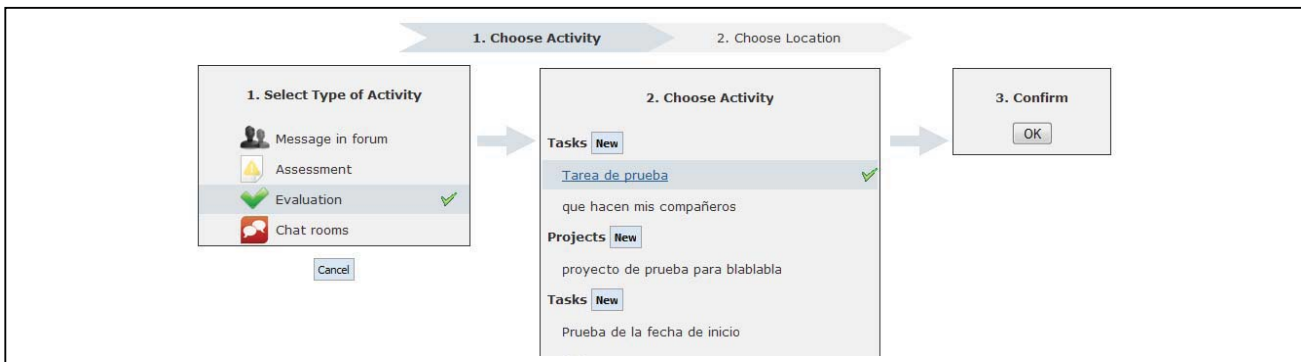 1. Choose Activity
2. Choose Location
1. Select Type of Activity
Message in forum
Assessment
Evaluation
Chat rooms
Cancel
2. Choose Activity
Tasks New
Tarea de prueba
que hacen mis compañeros
Projects New
proyecto de prueba para blablabla
Tasks New
Prueba de la fecha de inicio
3. Confirm
OK